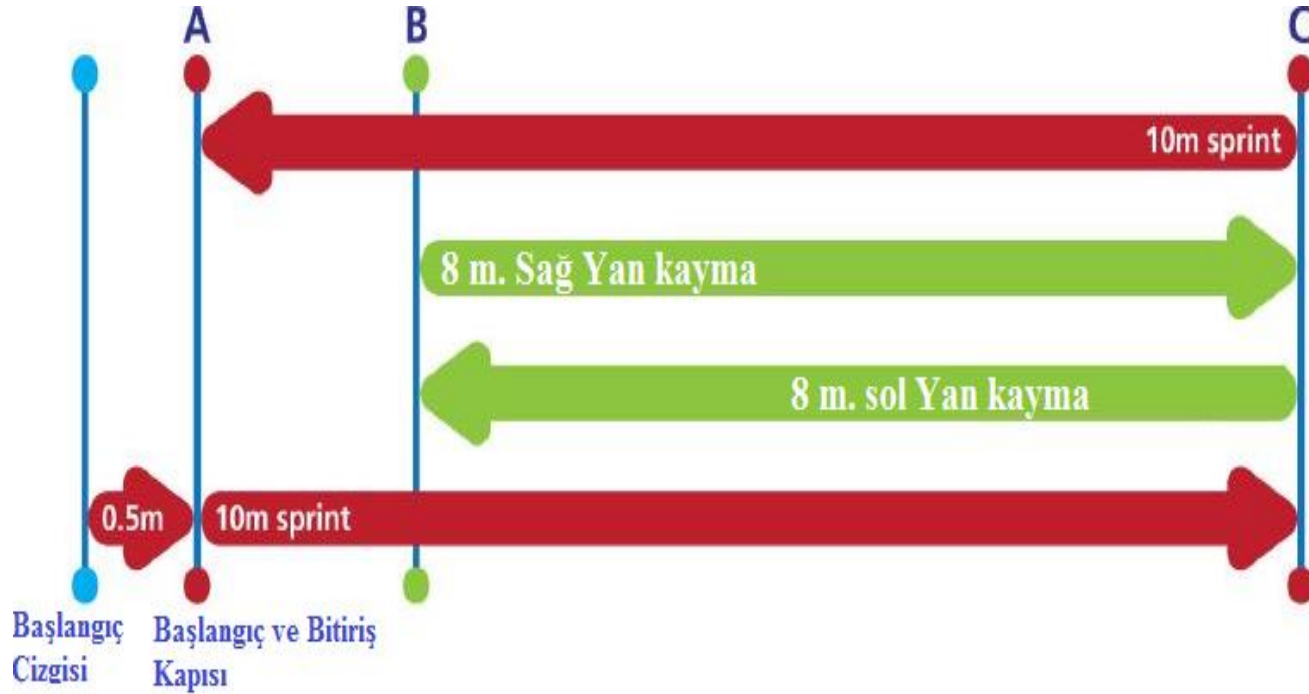 A
B
C
10m sprint
8 m. Sağ Yan kayma
8 m. sol Yan kayma
0.5m
10m sprint
Başlangıç
Cizgisi
Başlangıç ve Bitiriş
Kapısı